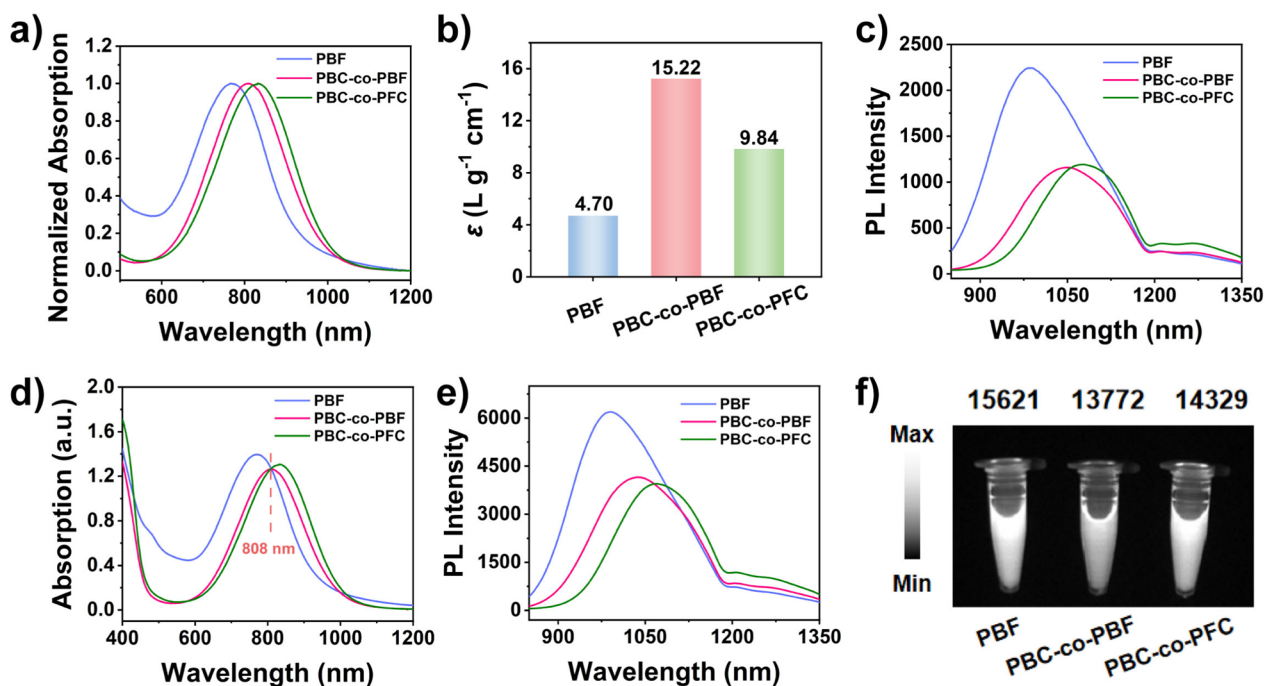 a)
Normalized Absorption
1.2
1.0
0.8
0.6
0.4
0.2
0.0
PBF
PBC-co-PBF
PBC-co-PFC
600 800 1000 1200
Wavelength (nm)
b)
ε (L g⁻¹ cm⁻¹)
16
12
8
4
0
4.70
15.22
9.84
PBF
PBC-co-PBF
PBC-co-PFC
c)
PL Intensity
2500
2250
1750
1250
1000
500
250
0
PBF
PBC-co-PBF
PBC-co-PFC
900 1050 1200 1350
Wavelength (nm)
d)
Absorption (a.u.)
2.0
1.6
1.2
0.8
0.4
0.0
PBF
PBC-co-PBF
PBC-co-PFC
808 nm
400 600 800 1000 1200
Wavelength (nm)
e)
PL Intensity
6000
4500
3000
1500
0
PBF
PBC-co-PBF
PBC-co-PFC
900 1050 1200 1350
Wavelength (nm)
f)
15621 13772 14329
Max
Min
PBF
PBC-co-PBF
PBC-co-PFC